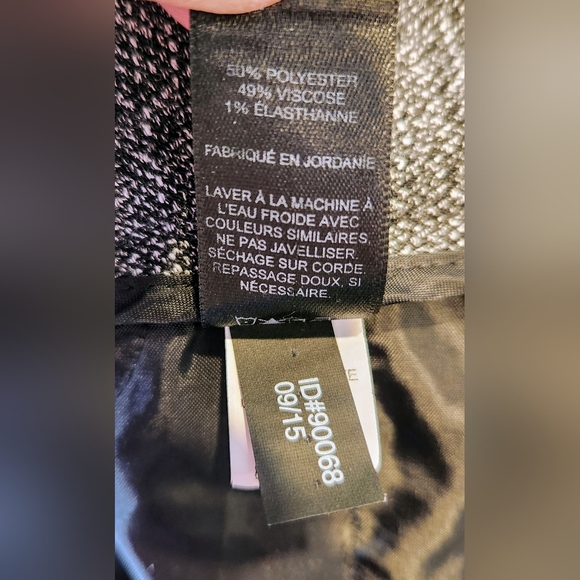 50% POLYESTER
49% VISCOSE
1% ÉLASTHANNE
FABRIQUÉ EN JORDANIE
LAVER À LA MACHINE À
L'EAU FROIDE AVEC
COULEURS SIMILAIRES,
NE PAS JAVELLISER.
SÉCHAGE SUR CORDE.
REPASSAGE DOUX, SI
NÉCESSAIRE.
ID#90068
09/15